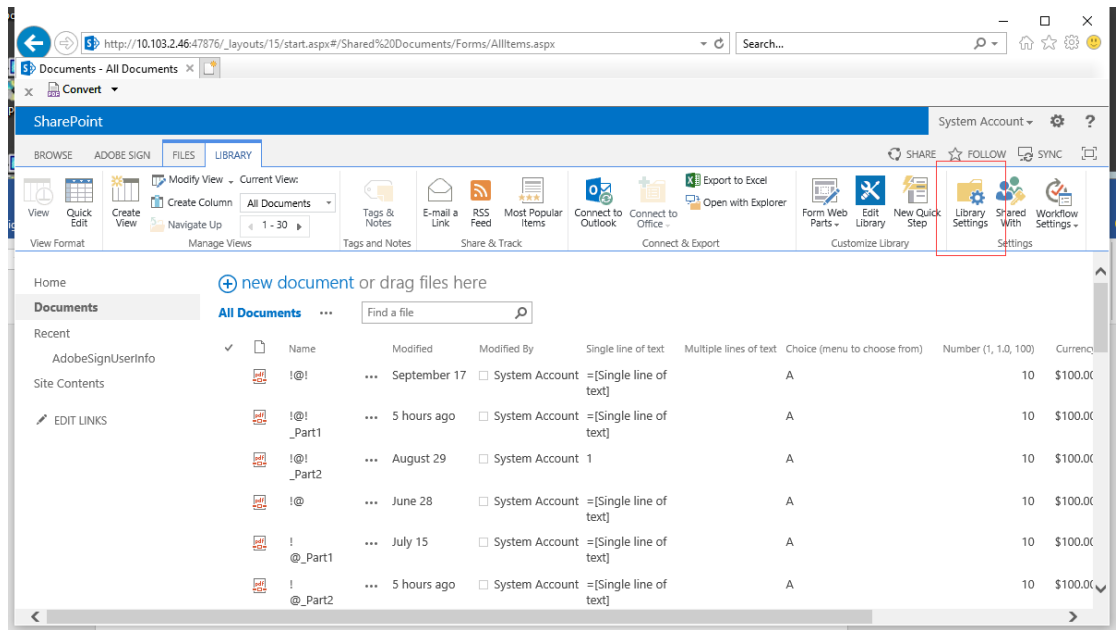 http://10.103.2.46:47876/_layouts/15/start.aspx#/Shared%20Documents/Forms/AllItems.aspx Search...
Documents - All Documents
x Convert
SharePoint System Account
BROWSE ADOBE SIGN FILES LIBRARY SHARE FOLLOW SYNC
View Quick Edit Create View Modify View Current View: Tags & Notes E-mail a Link RSS Feed Most Popular Items Connect to Outlook Connect to Office Export to Excel Form Web Parts Edit Library New Quick Step Library Settings Shared With Workflow Settings
Create Column All Documents Open with Explorer
Navigate Up 1 - 30
View Format Manage Views Tags and Notes Share & Track Connect & Export Customize Library Settings
Home
Documents
Recent
AdobeSignUserInfo
Site Contents
EDIT LINKS
new document or drag files here
All Documents ... Find a file
Name Modified Modified By Single line of text Multiple lines of text Choice (menu to choose from) Number (1, 1.0, 100) Currency
!@! ... September 17 System Account =[Single line of A 10 $100.00
text]
!@! ... 5 hours ago System Account =[Single line of A 10 $100.00
_Part1 text]
!@! ... August 29 System Account 1 A 10 $100.00
_Part2
!@ ... June 28 System Account =[Single line of A 10 $100.00
text]
! ... July 15 System Account =[Single line of A 10 $100.00
@_Part1 text]
! ... 5 hours ago System Account =[Single line of A 10 $100.00
@_Part2 text]